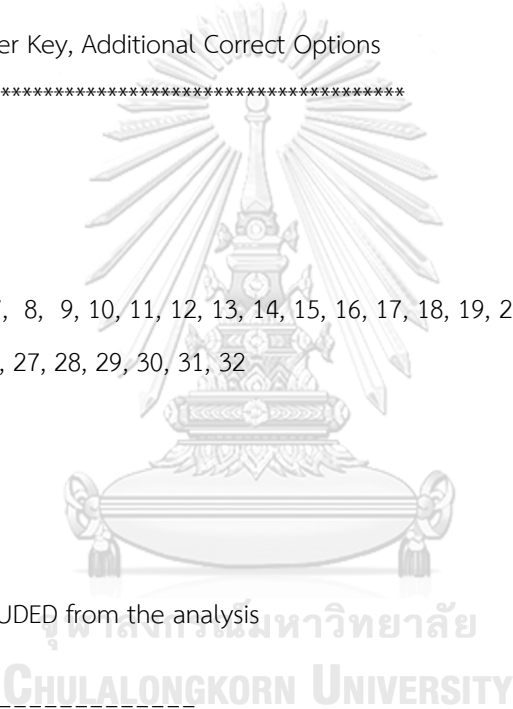 er Key, Additional Correct Options
**************************************
, 8, 9, 10, 11, 12, 13, 14, 15, 16, 17, 18, 19, 2
, 27, 28, 29, 30, 31, 32
UDED from the analysis
จุฬาลงกรณ์มหาวิทยาลัย
CHULALONGKORN UNIVERSITY
_____________